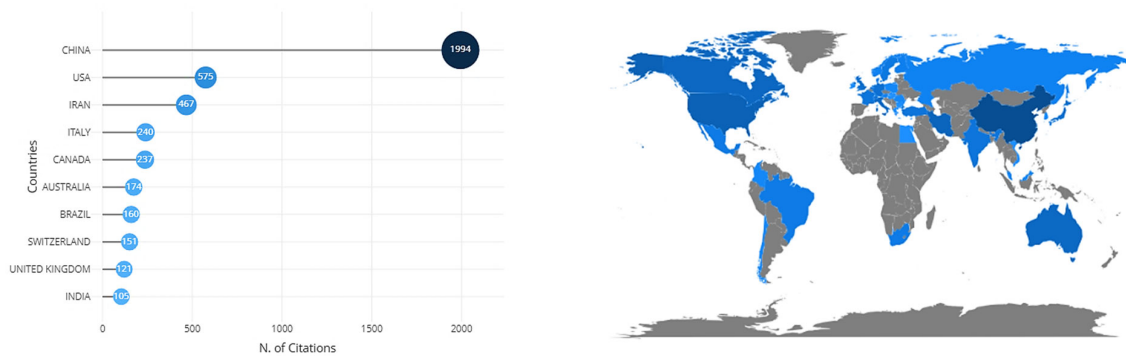 CHINA 1994
USA 575
IRAN 467
ITALY 240
CANADA 237
AUSTRALIA 174
BRAZIL 160
SWITZERLAND 151
UNITED KINGDOM 121
INDIA 105
Countries
0 500 1000 1500 2000
N. of Citations